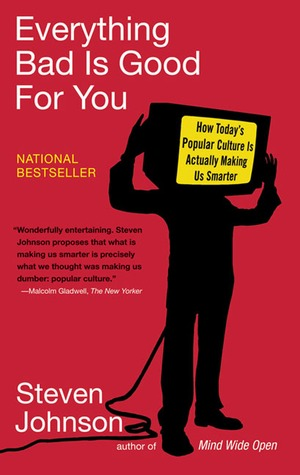 Everything
Bad Is Good
For You
How Today's
Popular Culture Is
Actually Making
Us Smarter
NATIONAL
BESTSELLER
"Wonderfully entertaining. Steven
Johnson proposes that what is
making us smarter is precisely
what we thought was making us
dumber: popular culture."
—Malcolm Gladwell, The New Yorker
Steven
Johnson
author of Mind Wide Open